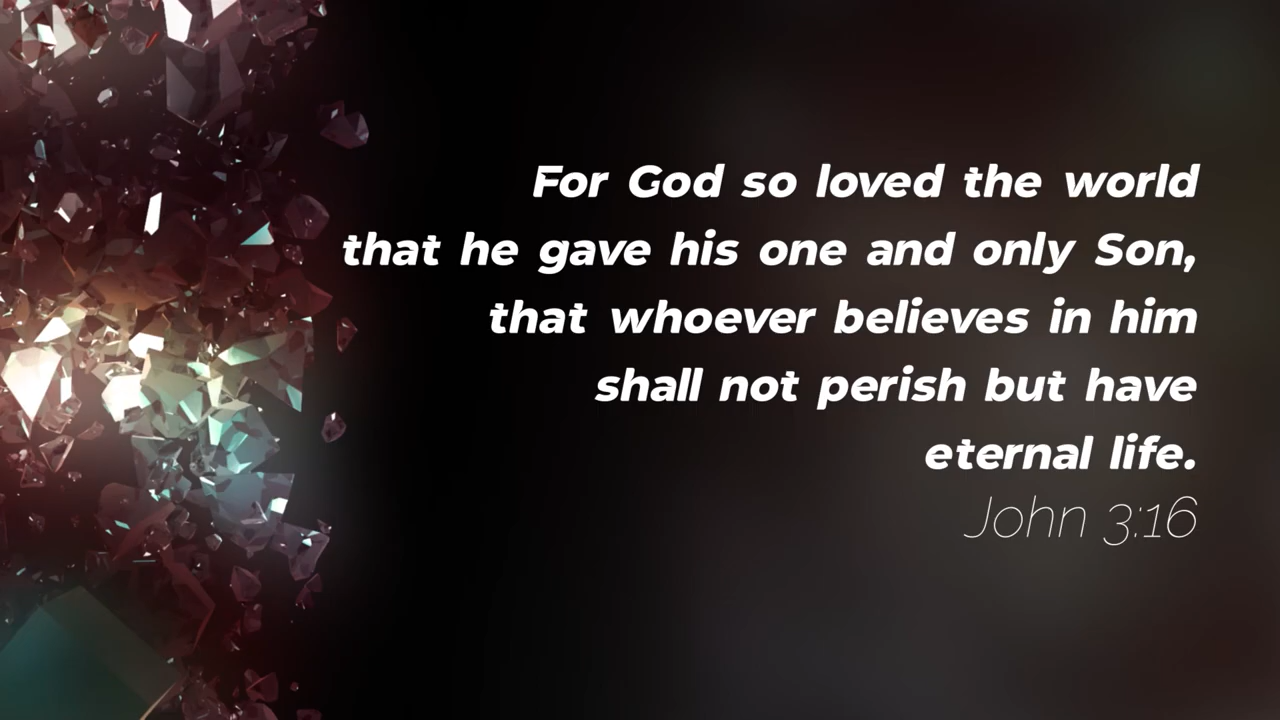 For God so loved the world
that he gave his one and only Son,
that whoever believes in him
shall not perish but have
eternal life.
John 3:16